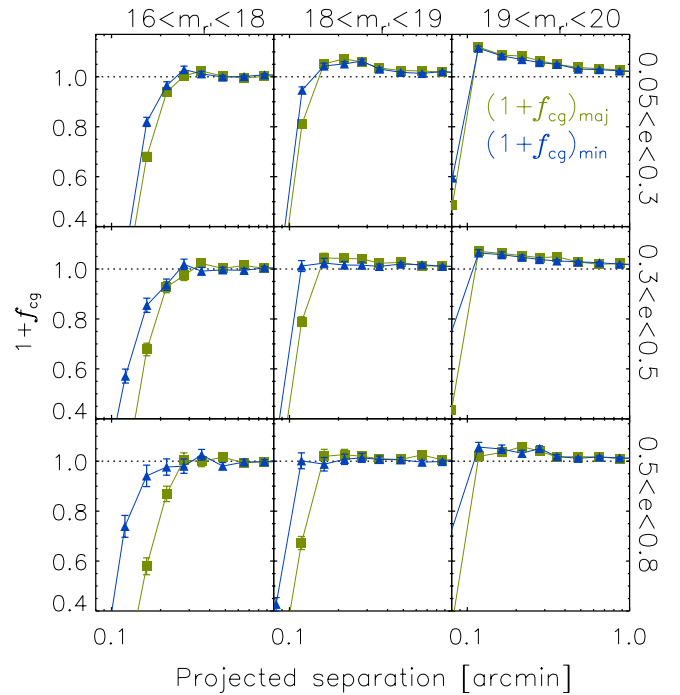 16<m_r'<18 18<m_r'<19 19<m_r'<20
1.0
0.8
0.6
0.4
(1+f_cg)_maj
(1+f_cg)_min
0.05<e<0.3
1.0
0.8
0.6
0.4
0.3<e<0.5
1+f_cg
1.0
0.8
0.6
0.4
0.5<e<0.8
0.1 0.1 0.1 1.0
Projected separation [arcmin]